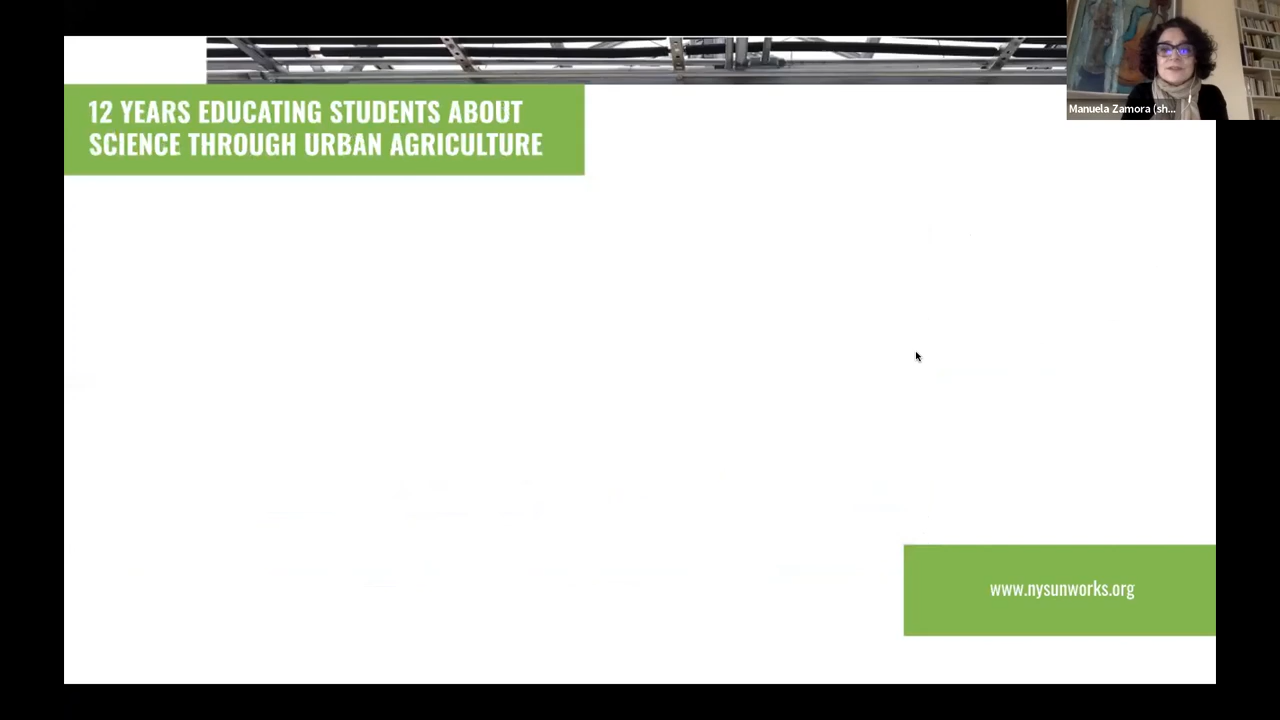 Manuela Zamora (sh...
12 YEARS EDUCATING STUDENTS ABOUT
SCIENCE THROUGH URBAN AGRICULTURE
www.nysunworks.org